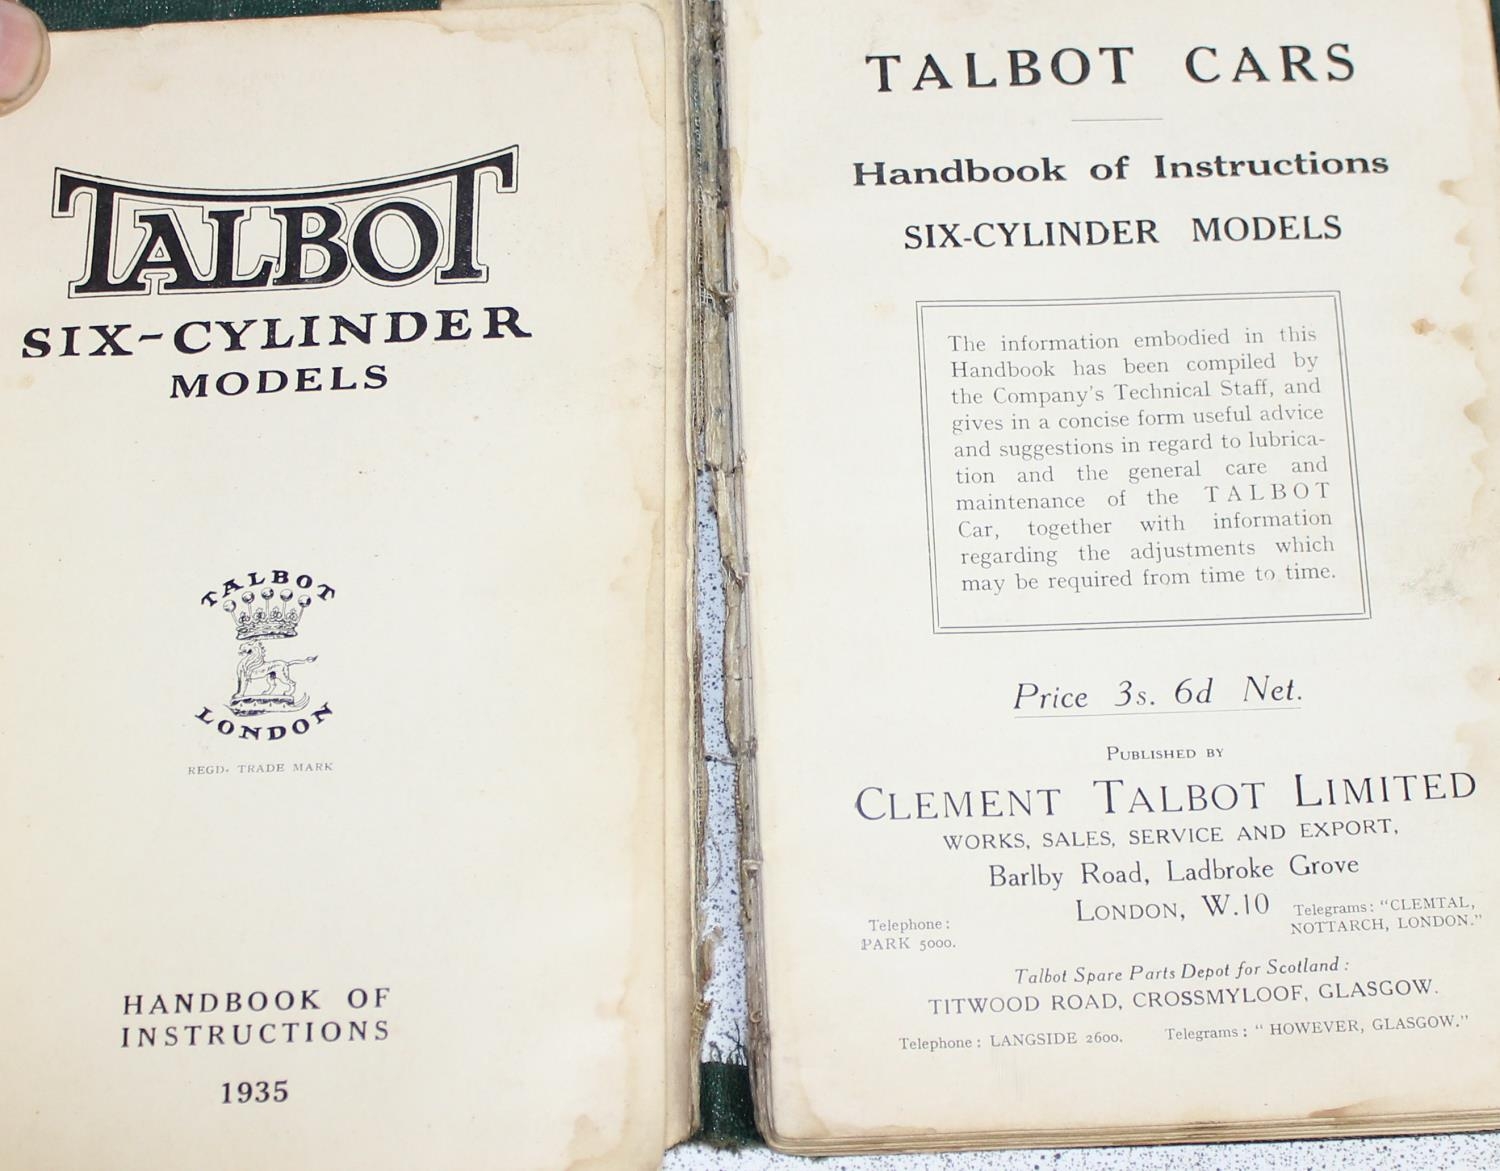 TALBOT
SIX-CYLINDER
MODELS
TALBOT
LONDON
REGD. TRADE MARK
HANDBOOK OF
INSTRUCTIONS
1935
TALBOT CARS
Handbook of Instructions
SIX-CYLINDER MODELS
The information embodied in this
Handbook has been compiled by
the Company's Technical Staff, and
gives in a concise form useful advice
and suggestions in regard to lubrica-
tion and the general care and
maintenance of the TALBOT
Car, together with information
regarding the adjustments which
may be required from time to time.
Price 3s. 6d Net.
PUBLISHED BY
CLEMENT TALBOT LIMITED
WORKS, SALES, SERVICE AND EXPORT,
Barlby Road, Ladbroke Grove
LONDON, W.10
Telephone:
PARK 5000.
Telegrams: "CLEMTAL,
NOTTARCH, LONDON."
Talbot Spare Parts Depot for Scotland:
TITWOOD ROAD, CROSSMYLOOF, GLASGOW.
Telephone: LANGSIDE 2600. Telegrams: "HOWEVER, GLASGOW."